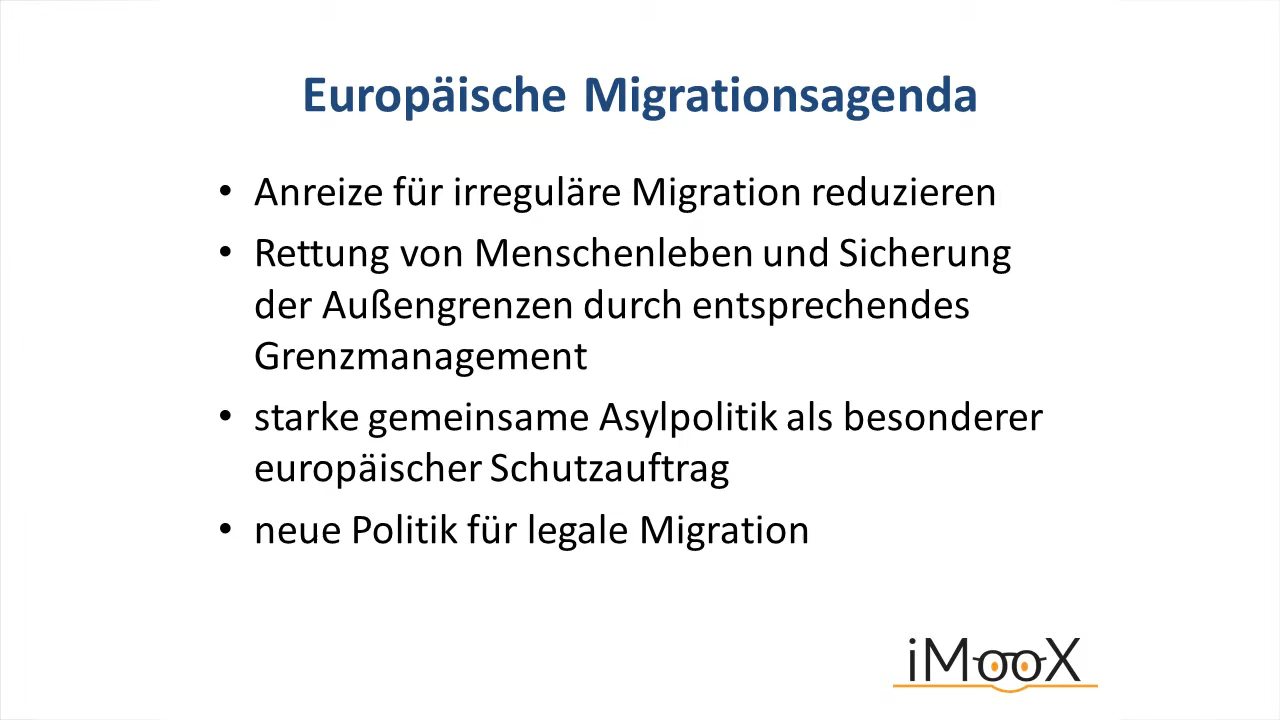 Europäische Migrationsagenda
• Anreize für irreguläre Migration reduzieren
• Rettung von Menschenleben und Sicherung
der Außengrenzen durch entsprechendes
Grenzmanagement
• starke gemeinsame Asylpolitik als besonderer
europäischer Schutzauftrag
• neue Politik für legale Migration
iMooX